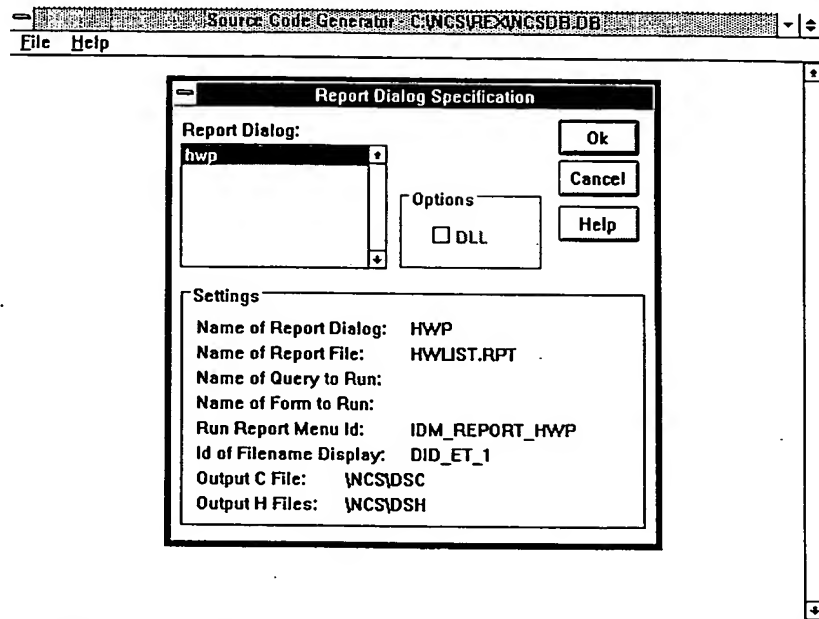 Source Code Generator - C:\NCS\REX\NCSDB.DB
File Help
Report Dialog Specification
Report Dialog:
hwp
Options
DLL
Ok
Cancel
Help
Settings
Name of Report Dialog: HWP
Name of Report File: HWLIST.RPT
Name of Query to Run:
Name of Form to Run:
Run Report Menu Id: IDM_REPORT_HWP
Id of Filename Display: DID_ET_1
Output C File: \NCS\DSC
Output H Files: \NCS\DSH